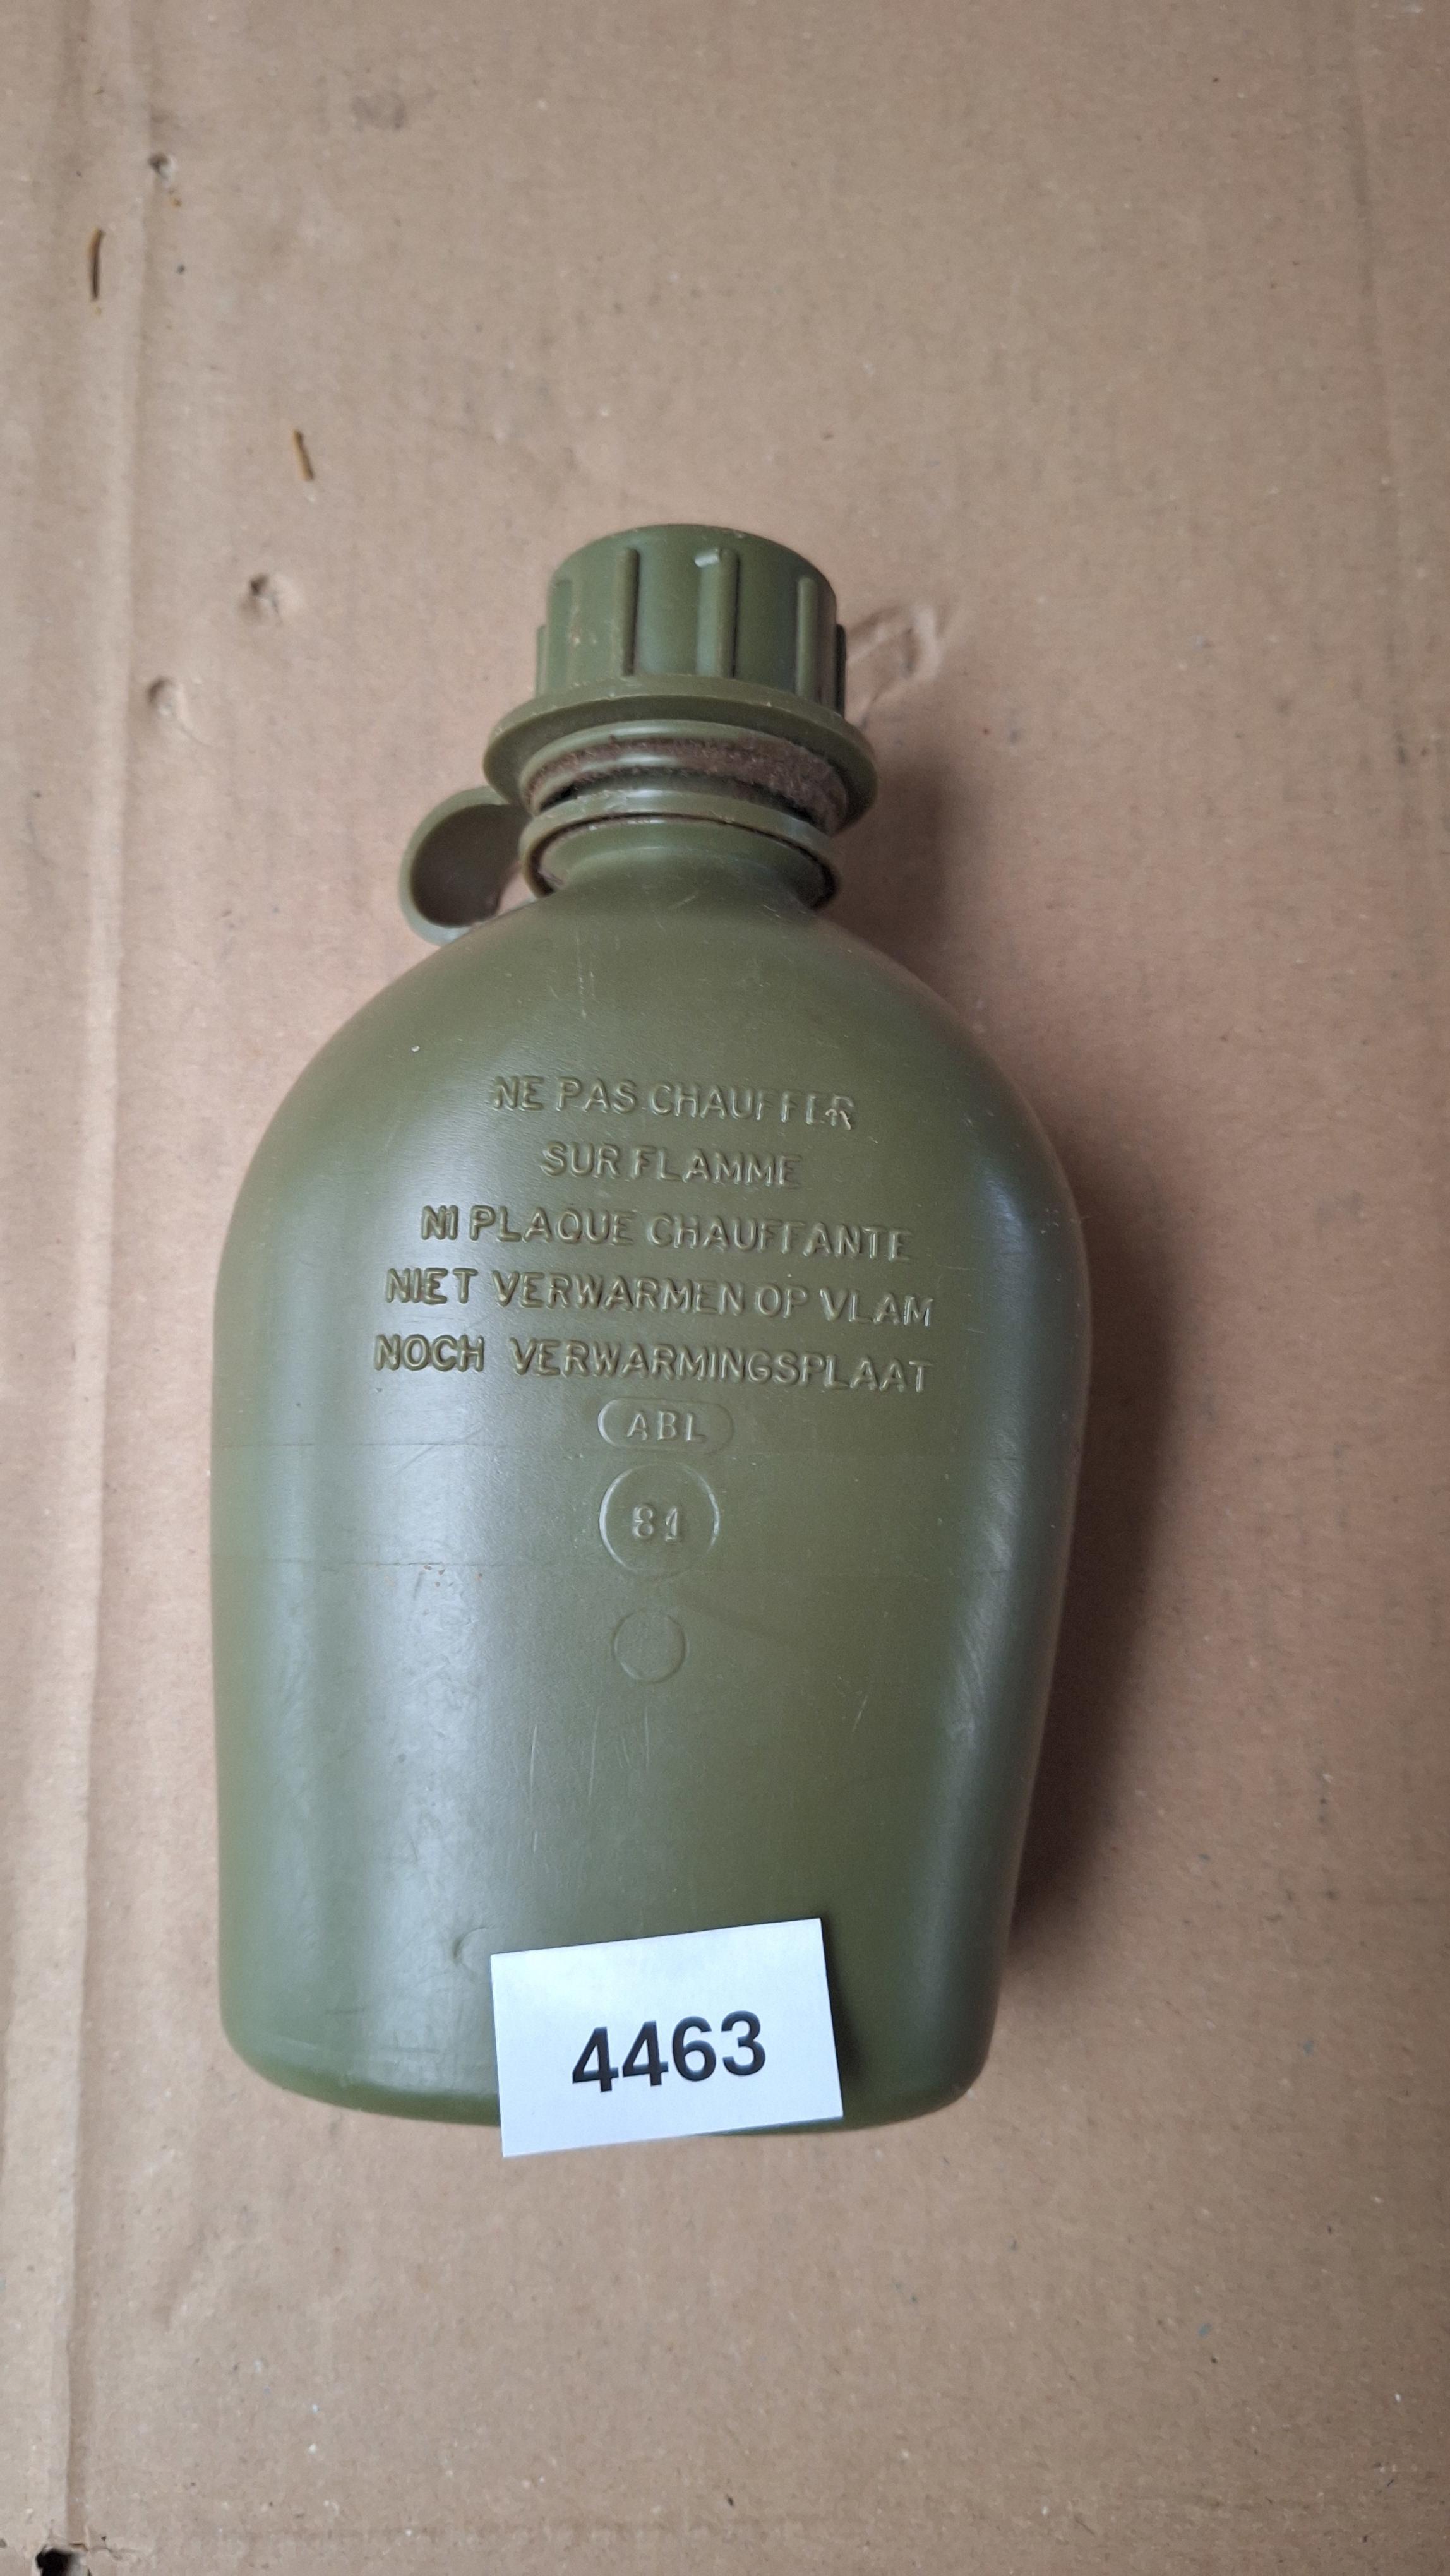 NE PAS CHAUFFER
SUR FLAMME
NI PLAQUE CHAUFFANTE
NIET VERWARMEN OP VLAM
NOCH VERWARMINGSPLAAT
ABL
81
4463